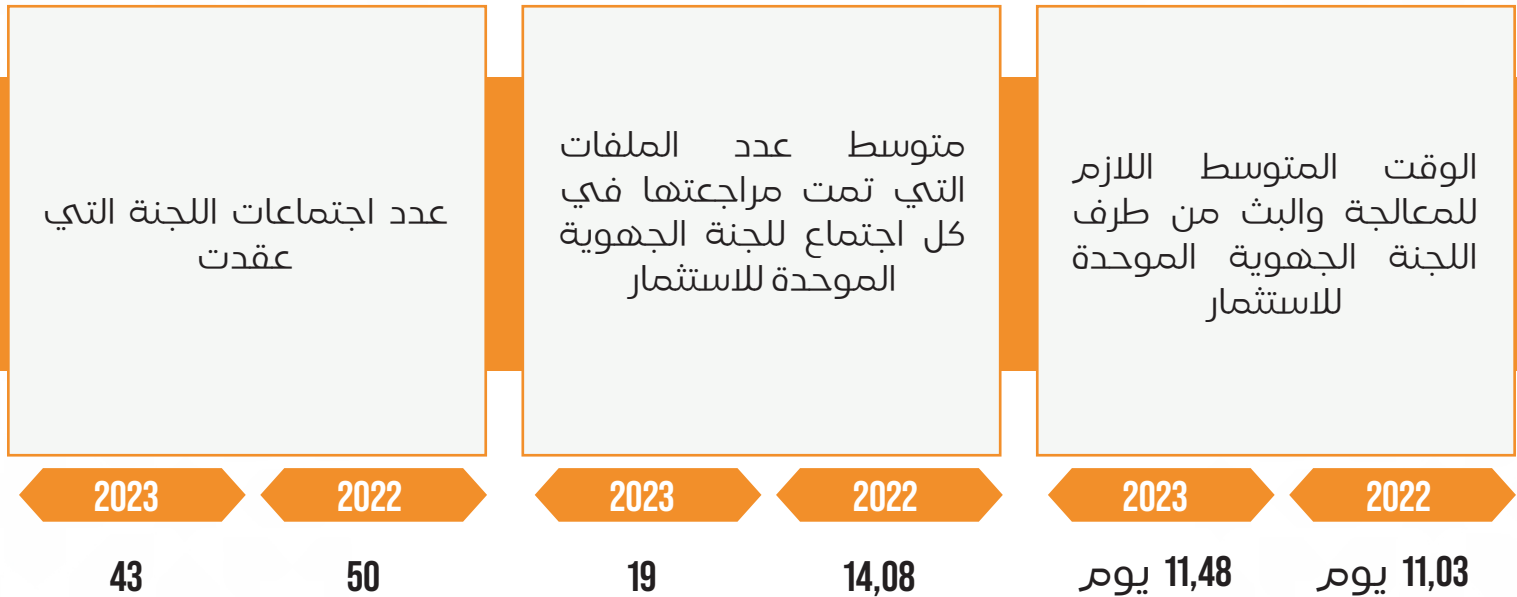 الوقت المتوسط اللازم
للمعالجة والبث من طرف
اللجنة الجهوية الموحدة
للاستثمار
2022
2023
11,03 يوم
11,48 يوم
متوسط عدد الملفات
التي تمت مراجعتها في
كل اجتماع للجنة الجهوية
الموحدة للاستثمار
2022
2023
14,08
19
عدد اجتماعات اللجنة التي
عقدت
2022
2023
50
43